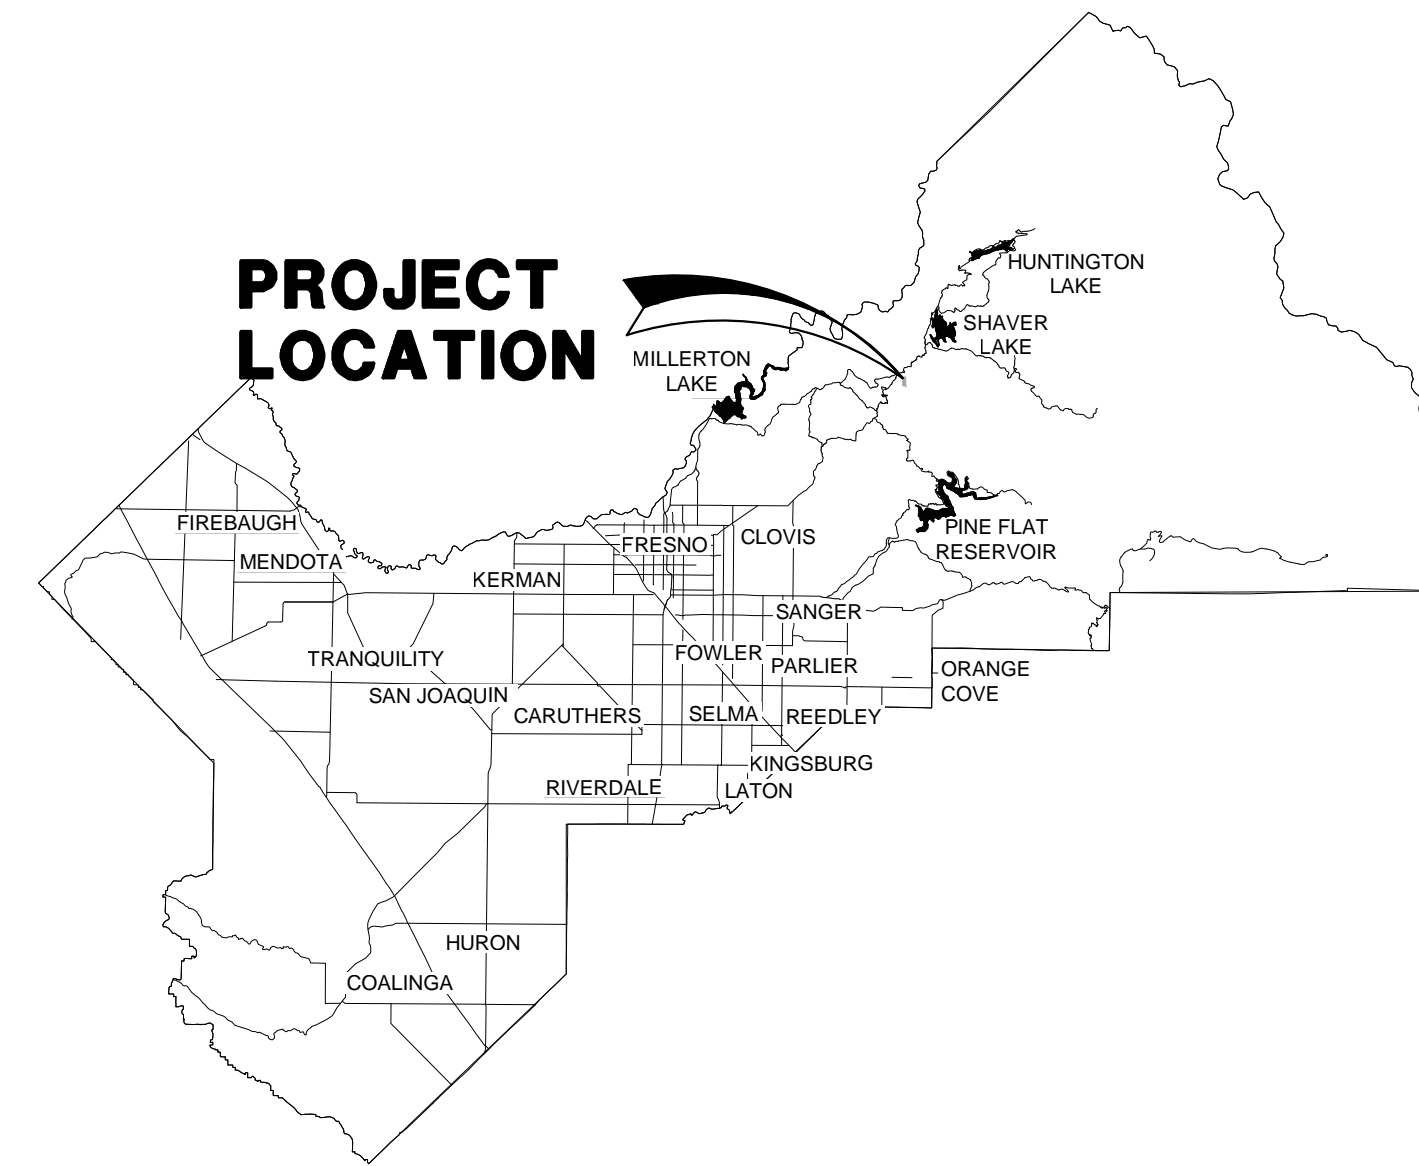 HUNTINGTON
LAKE
PROJECT
LOCATION
SHAVER
LAKE
MILLERTON
LAKE
FIREBAUGH
PINE FLAT
RESERVOIR
CLOVIS
FRESNO
MENDOTA
KERMAN
SANGER
TRANQUILITY
FOWLER
PARLIER
ORANGE
COVE
SAN JOAQUIN
CARUTHERS
SELMA
REEDLEY
KINGSBURG
RIVERDALE
LATON
HURON
COALINGA